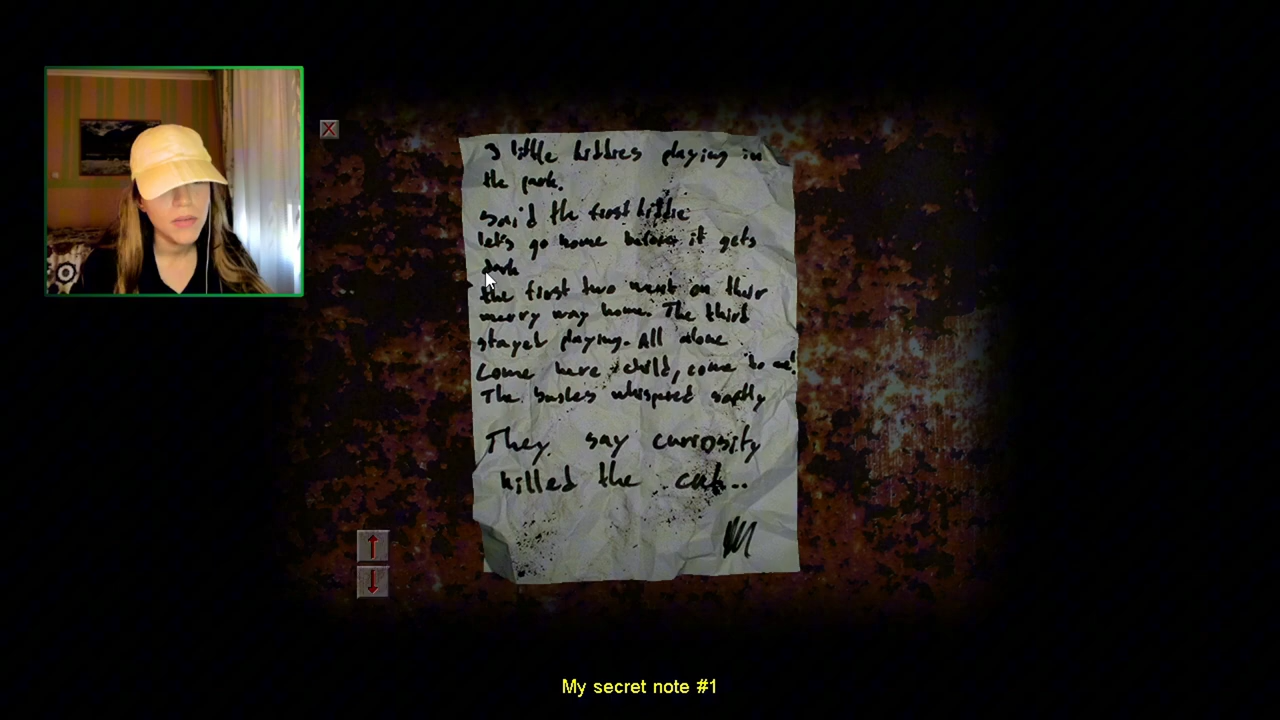 3 little kiddies playing in
the park.
Said the first kiddie
let's go home before it gets
dark
the first two went on their
merry way home. The third
stayed playing. All alone
Come here child, come to me!
The bushes whispered softly
They say curiosity
killed the cat..
My secret note #1